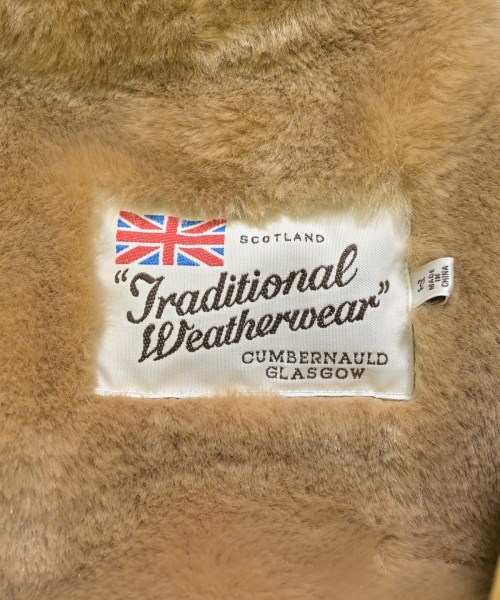 SCOTLAND
"Traditional
Weatherwear"
CUMBERNAULD
GLASGOW
MADE
IN
CHINA